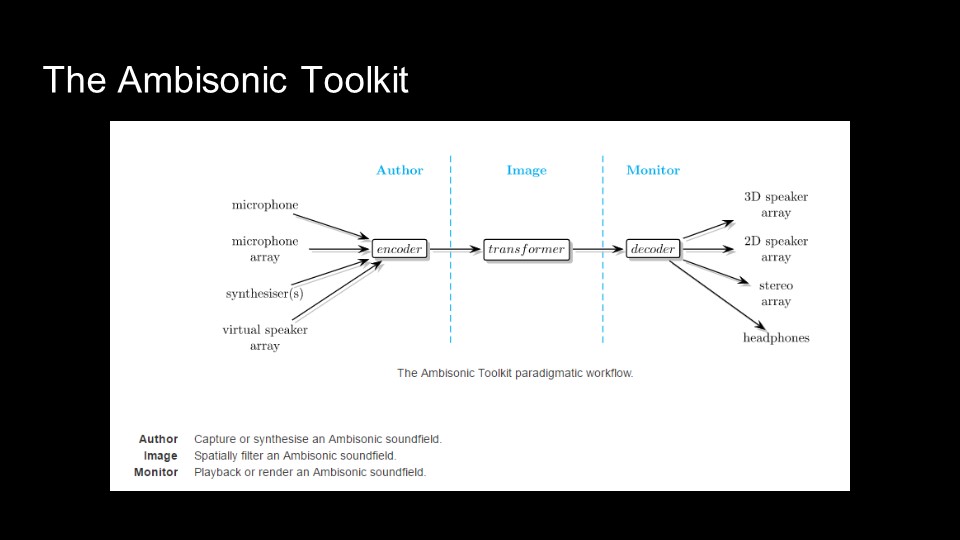 The Ambisonic Toolkit
Author
Image
Monitor
microphone
microphone
array
synthesiser(s)
virtual speaker
array
encoder
transformer
decoder
3D speaker
array
2D speaker
array
stereo
array
headphones
The Ambisonic Toolkit paradigmatic workflow.
Author Capture or synthesise an Ambisonic soundfield.
Image Spatially filter an Ambisonic soundfield.
Monitor Playback or render an Ambisonic soundfield.